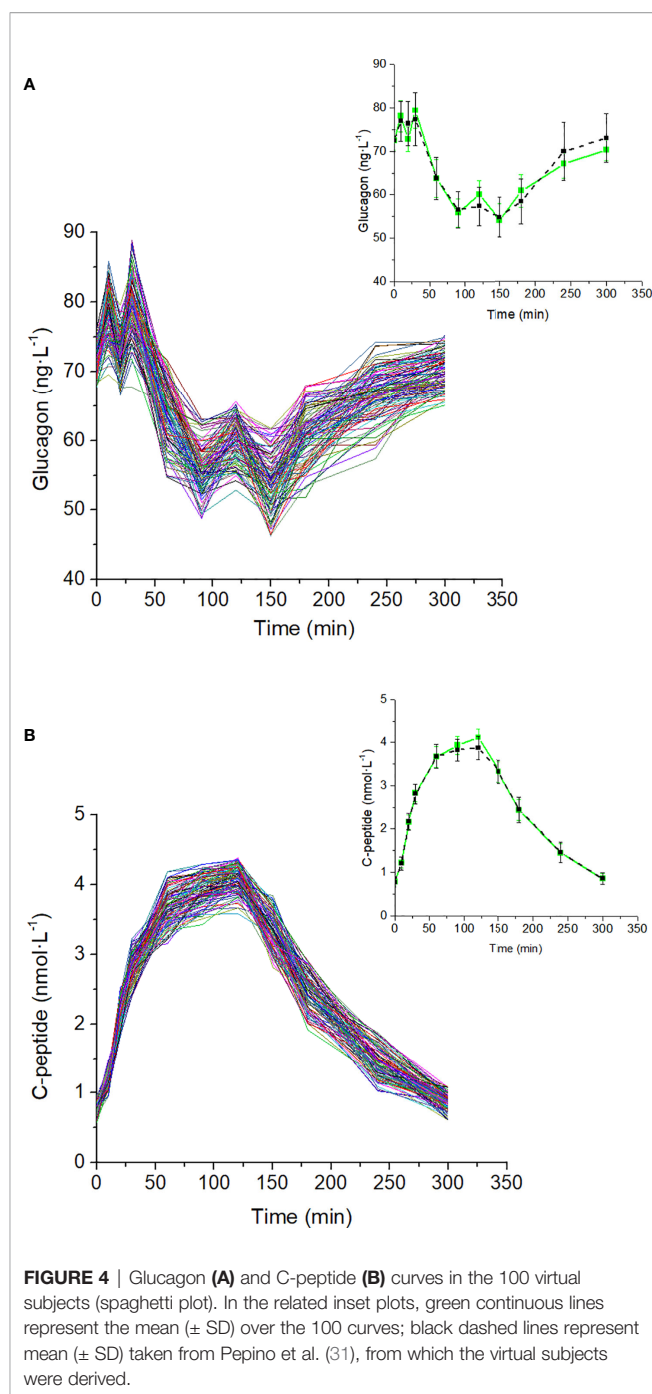 A
90
80
70
60
50
40
Glucagon (ng·L⁻¹)
0 50 100 150 200 250 300 350
Time (min)
90
80
70
60
50
40
Glucagon (ng·L⁻¹)
0 50 100 150 200 250 300 350
Time (min)
B
5
4
3
2
1
0
C-peptide (nmol·L⁻¹)
0 50 100 150 200 250 300 350
Time (min)
5
4
3
2
1
0
C-peptide (nmol·L⁻¹)
0 50 100 150 200 250 300 350
Tme (min)
FIGURE 4 | Glucagon (A) and C-peptide (B) curves in the 100 virtual
subjects (spaghetti plot). In the related inset plots, green continuous lines
represent the mean (± SD) over the 100 curves; black dashed lines represent
mean (± SD) taken from Pepino et al. (31), from which the virtual subjects
were derived.